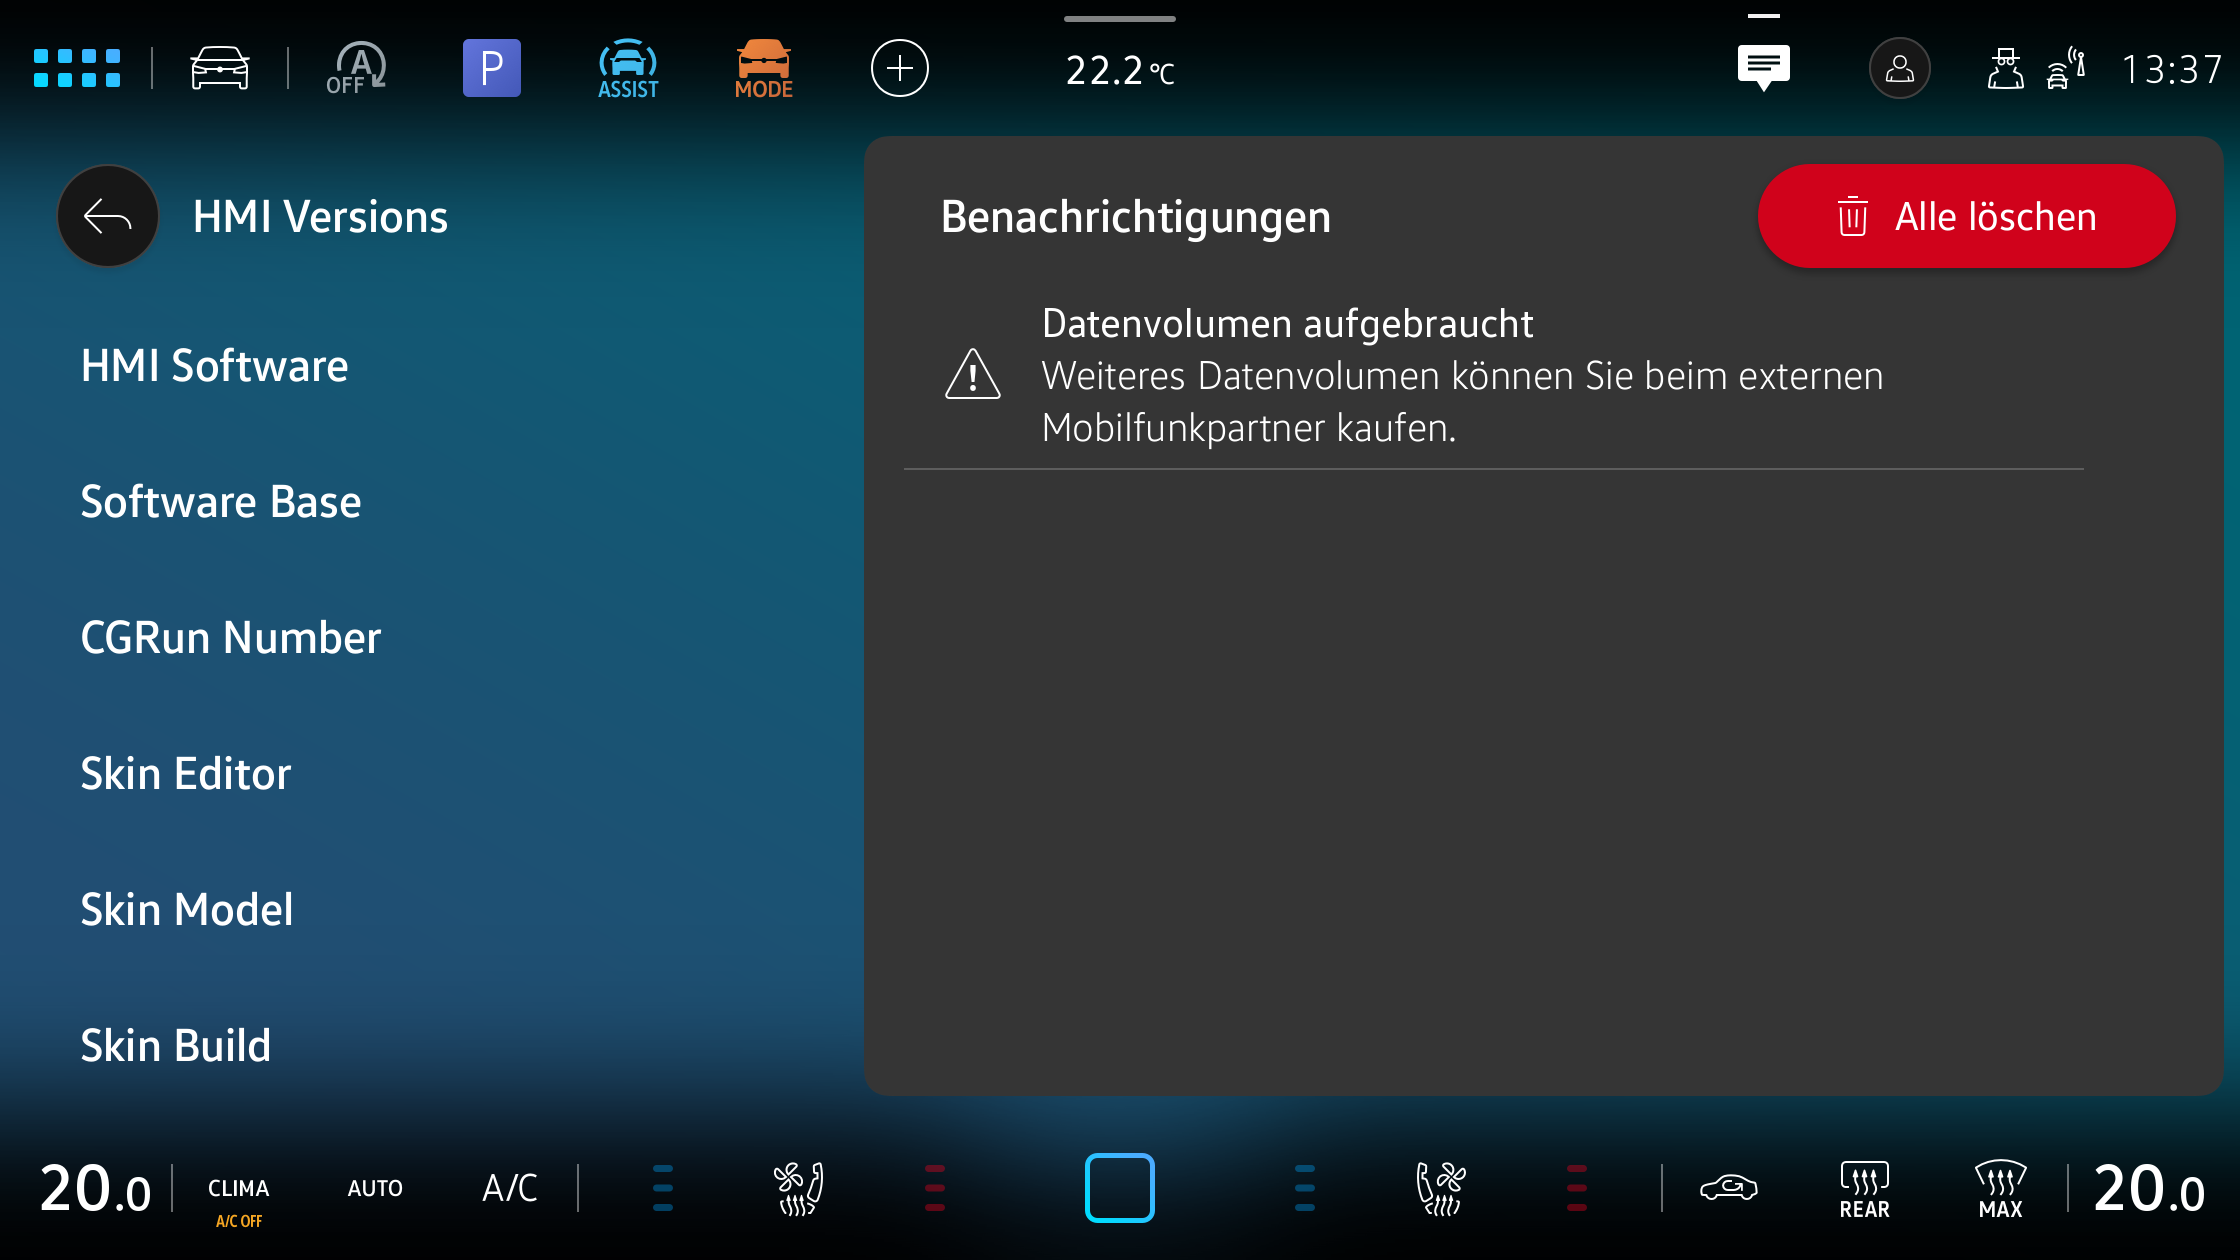 A
OFF
P
ASSIST
MODE
22.2 °C
13:37
HMI Versions
HMI Software
Software Base
CGRun Number
Skin Editor
Skin Model
Skin Build
Benachrichtigungen
Alle löschen
Datenvolumen aufgebraucht
Weiteres Datenvolumen können Sie beim externen
Mobilfunkpartner kaufen.
20.0
CLIMA
A/C OFF
AUTO
A/C
REAR
MAX
20.0